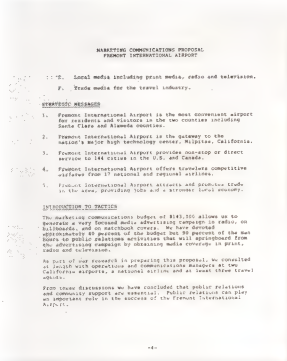 MARKETING COMMUNICATIONS PROPOSAL
FREMONT INTERNATIONAL AIRPORT
E. Local media including print media, radio and television.
F. Trade media for the travel industry.
STRATEGIC MESSAGES
1. Fremont International Airport is the most convenient airport
for residents and visitors in the two counties including
Santa Clara and Alameda counties.
2. Fremont International Airport is the gateway to the
nation's major high technology center, Milpitas, California.
3. Fremont International Airport provides non-stop or direct
service to 144 cities in the U.S. and Canada.
4. Fremont International Airport offers travelers competitive
airfares from 17 national and regional airlines.
5. Fremont International Airport attracts and promotes trade
in the area, providing jobs and a stronger local economy.
INTRODUCTION TO TACTICS
The marketing communications budget of $145,000 allows us to
generate a very focused media advertising campaign in radio, on
billboards, and on matchbook covers. We have devoted
approximately 80 percent of the budget but 50 percent of the man
hours to public relations activities that will springboard from
the advertising campaign by obtaining media coverage in print,
radio and television.
As part of our research in preparing this proposal, we consulted
at length with operations and communications managers at two
California airports, a national airline and at least three travel
agents.
From these discussions we have concluded that public relations
and community support are essential. Public relations can play
an important role in the success of the Fremont International
Airport.
-4-